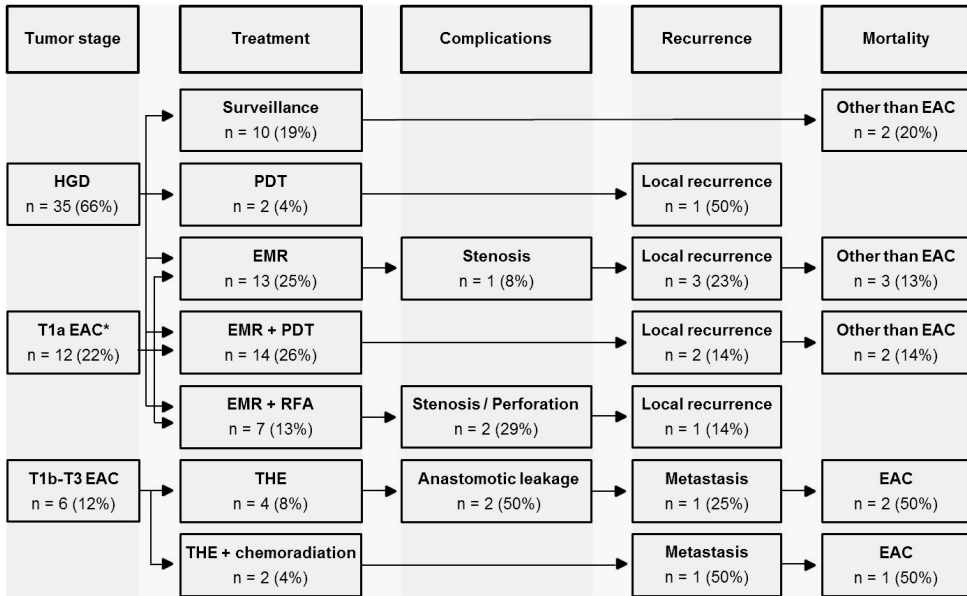 Tumor stage
Treatment
Complications
Recurrence
Mortality
Surveillance
n = 10 (19%)
Other than EAC
n = 2 (20%)
HGD
n = 35 (66%)
PDT
n = 2 (4%)
Local recurrence
n = 1 (50%)
EMR
n = 13 (25%)
Stenosis
n = 1 (8%)
Local recurrence
n = 3 (23%)
Other than EAC
n = 3 (13%)
T1a EAC*
n = 12 (22%)
EMR + PDT
n = 14 (26%)
Local recurrence
n = 2 (14%)
Other than EAC
n = 2 (14%)
EMR + RFA
n = 7 (13%)
Stenosis / Perforation
n = 2 (29%)
Local recurrence
n = 1 (14%)
T1b-T3 EAC
n = 6 (12%)
THE
n = 4 (8%)
Anastomotic leakage
n = 2 (50%)
Metastasis
n = 1 (25%)
EAC
n = 2 (50%)
THE + chemoradiation
n = 2 (4%)
Metastasis
n = 1 (50%)
EAC
n = 1 (50%)